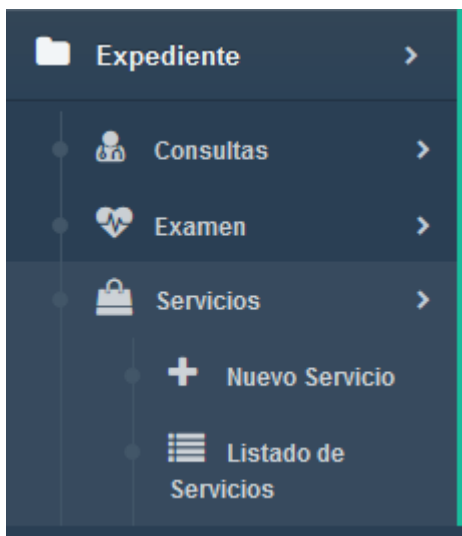 Expediente
Consultas
Examen
Servicios
Nuevo Servicio
Listado de
Servicios